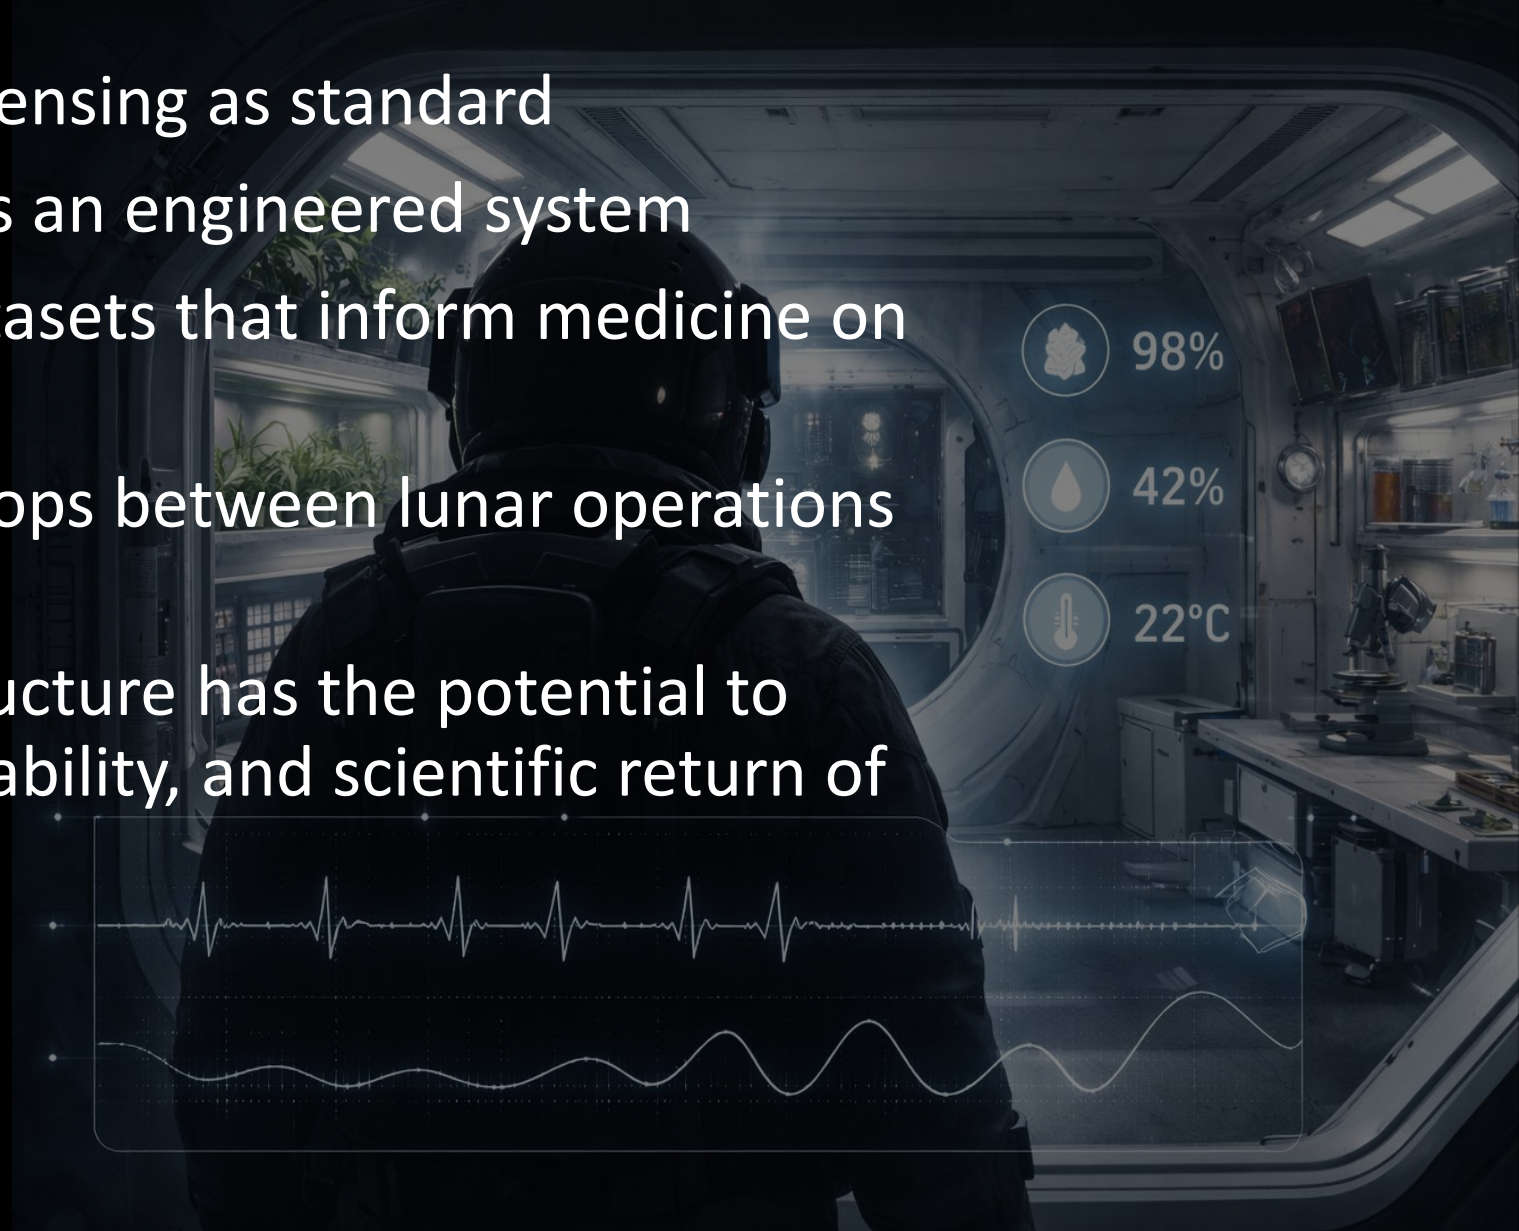 ensing as standard
s an engineered system
tasets that inform medicine on
ops between lunar operations
ucture has the potential to
ability, and scientific return of
98%
42%
22°C